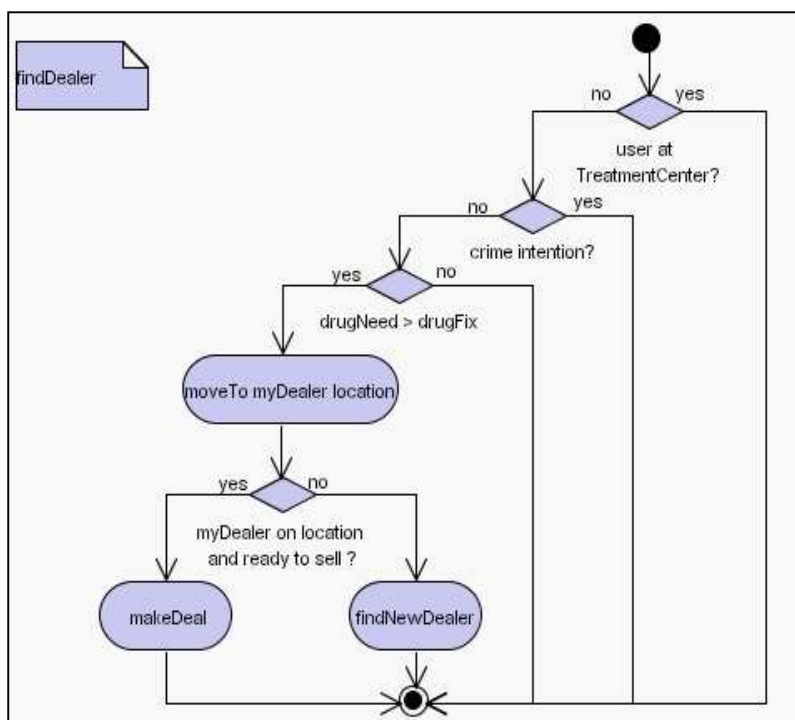 findDealer
no
yes
user at
TreatmentCenter?
no
yes
crime intention?
yes
no
drugNeed > drugFix
moveTo myDealer location
yes
no
myDealer on location
and ready to sell ?
makeDeal
findNewDealer